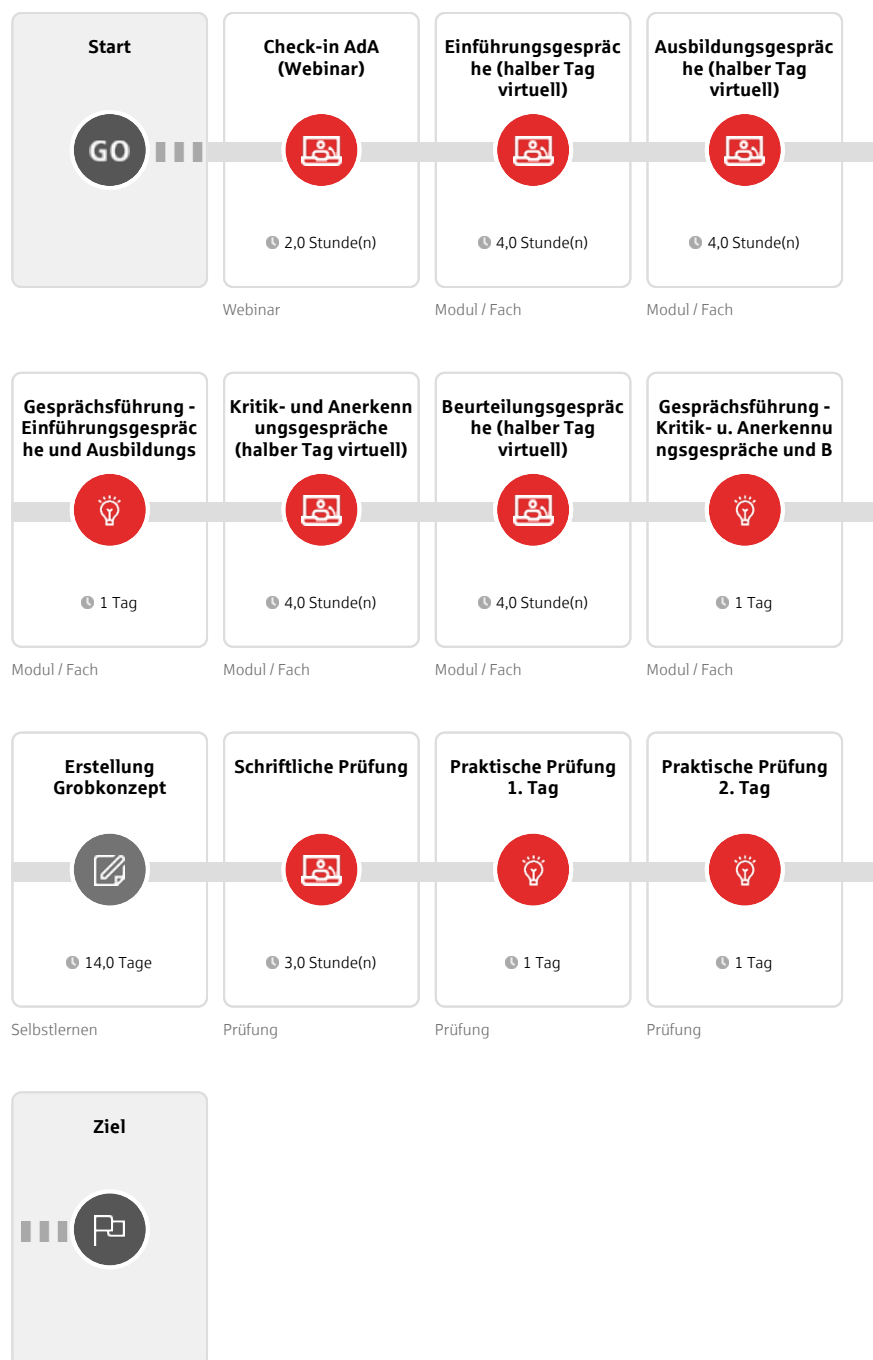 Start
Check-in AdA
(Webinar)
Einführungsgespräc
he (halber Tag
virtuell)
Ausbildungsgespräc
he (halber Tag
virtuell)
GO
2,0 Stunde(n)
4,0 Stunde(n)
4,0 Stunde(n)
Webinar
Modul / Fach
Modul / Fach
Gesprächsführung -
Einführungsgespräc
he und Ausbildungs
Kritik- und Anerkenn
ungsgespräche
(halber Tag virtuell)
Beurteilungsgespräc
he (halber Tag
virtuell)
Gesprächsführung -
Kritik- u. Anerkennu
ngsgespräche und B
1 Tag
4,0 Stunde(n)
4,0 Stunde(n)
1 Tag
Modul / Fach
Modul / Fach
Modul / Fach
Modul / Fach
Erstellung
Grobkonzept
Schriftliche Prüfung
Praktische Prüfung
1. Tag
Praktische Prüfung
2. Tag
14,0 Tage
3,0 Stunde(n)
1 Tag
1 Tag
Selbstlernen
Prüfung
Prüfung
Prüfung
Ziel